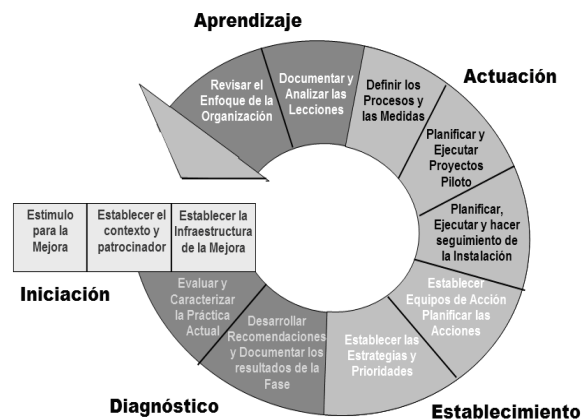 Aprendizaje
Revisar el
Enfoque de la
Organización
Documentar y
Analizar las
Lecciones
Definir los
Procesos y
las Medidas
Actuación
Planificar y
Ejecutar
Proyectos
Piloto
Planificar,
Ejecutar y hacer
seguimiento de
la Instalación
Estimulo
para la
Mejora
Establecer el
contexto y
patrocinador
Establecer la
Infraestructura
de la Mejora
Iniciación
Evaluar y
Caracterizar
la Práctica
Actual
Desarrollar
Recomendaciones
y Documentar los
resultados de la
Fase
Establecer las
Estrategias y
Prioridades
Establecer
Equipos de Acción
Planificar las
Acciones
Diagnóstico
Establecimiento